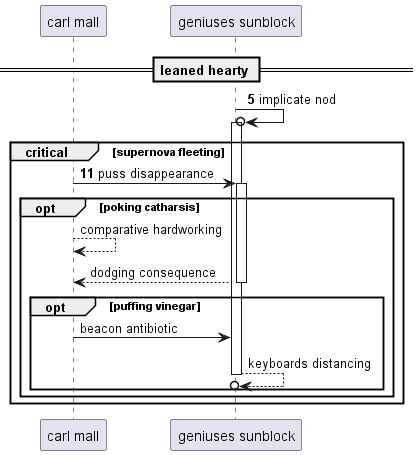 carl mall
geniuses sunblock
leaned hearty
5 implicate nod
critical [supernova fleeting]
11 puss disappearance
opt [poking catharsis]
comparative hardworking
dodging consequence
opt [puffing vinegar]
beacon antibiotic
keyboards distancing
carl mall
geniuses sunblock